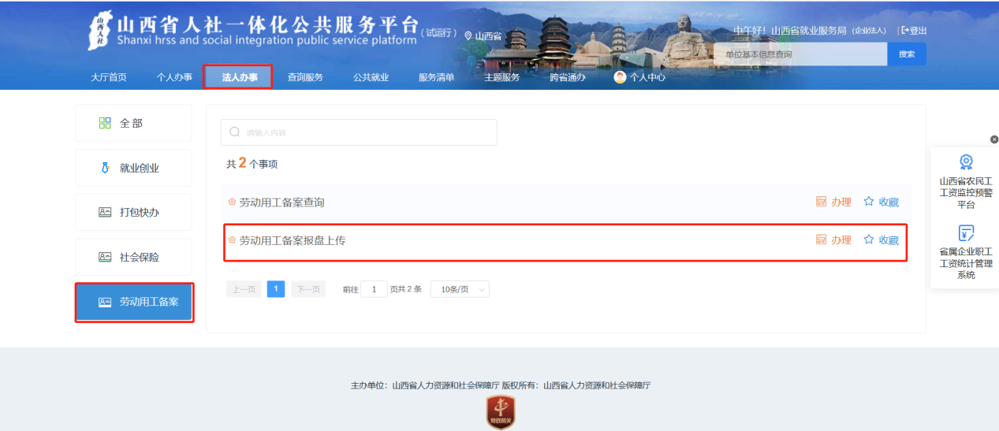 山西人社
山西省人社一体化公共服务平台(试运行)
Shanxi hrss and social integration public service platform
山西省
中午好！山西省就业服务局（企业法人） | 登出
单位基本信息查询 搜索
大厅首页 个人办事 法人办事 查询服务 公共就业 服务清单 主题服务 跨省通办 个人中心
全部
就业创业
打包快办
社会保险
劳动用工备案
请输入内容
共 2 个事项
劳动用工备案查询 办理 收藏
劳动用工备案报盘上传 办理 收藏
上一页 1 下一页 前往 1 页共 2 条 10条/页
山西省农民工
工资监控预警
平台
省属企业职工
工资统计管理
系统
主办单位：山西省人力资源和社会保障厅 版权所有：山西省人力资源和社会保障厅
党政机关